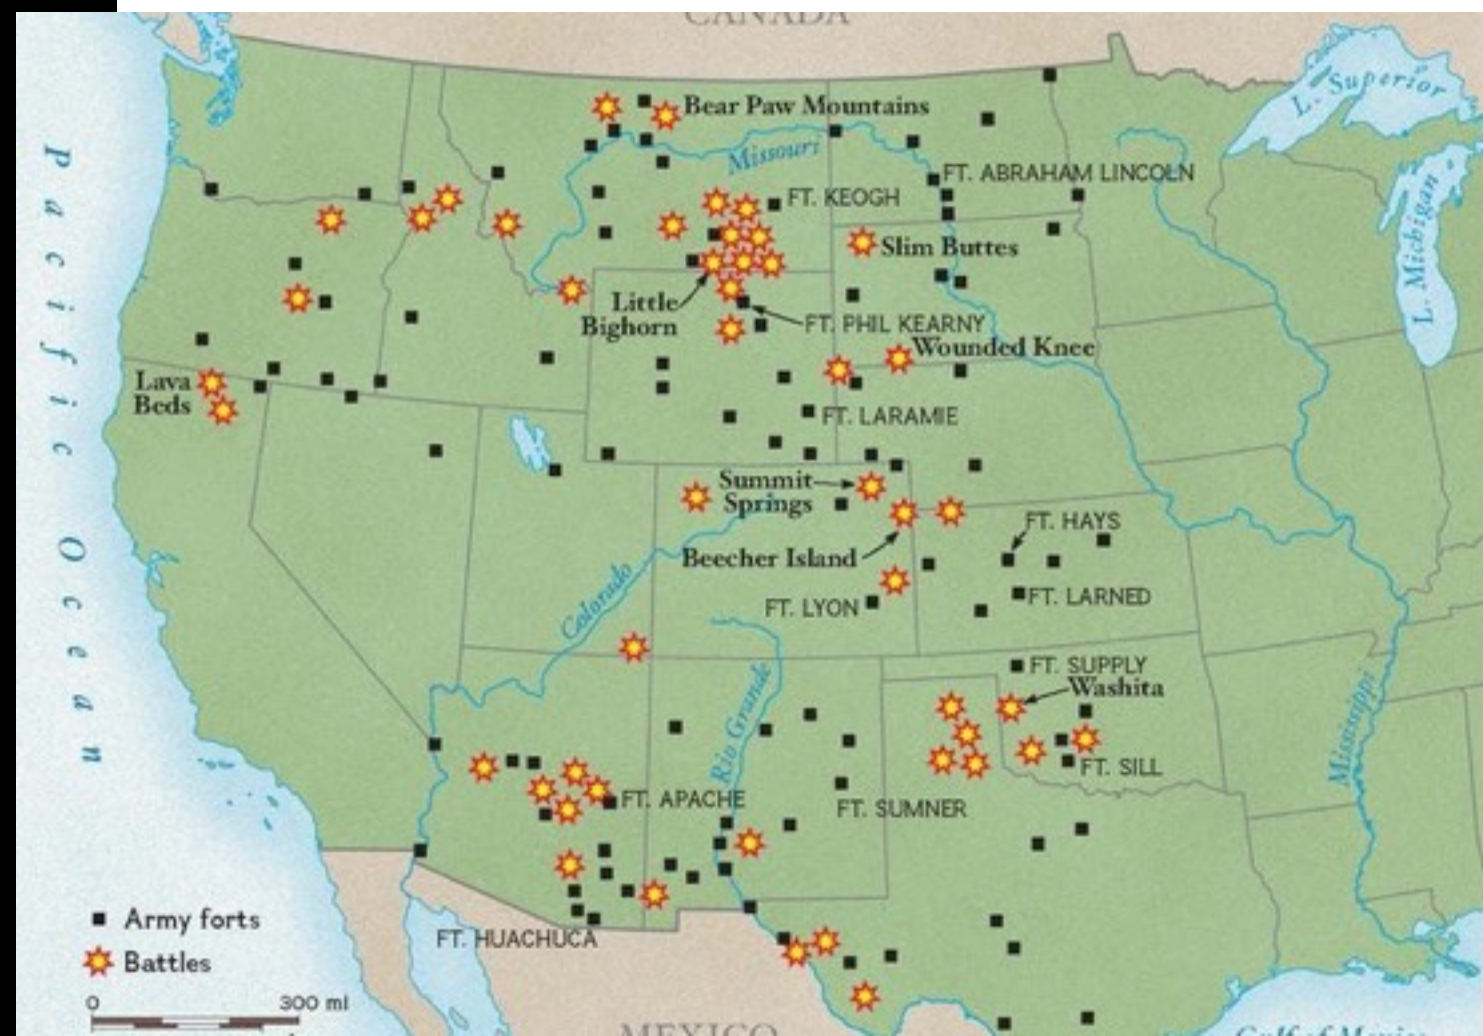 CANADA
L. Superior
Bear Paw Mountains
Missouri
FT. ABRAHAM LINCOLN
FT. KEOGH
L. Michigan
Slim Buttes
Little
Bighorn
FT. PHIL KEARNY
Wounded Knee
Lava
Beds
FT. LARAMIE
Pacific Ocean
Summit
Springs
FT. HAYS
Beecher Island
Colorado
FT. LYON
FT. LARNED
FT. SUPPLY
Washita
Rio Grande
Mississippi
FT. SILL
FT. APACHE
FT. SUMNER
Army forts
FT. HUACHUCA
Battles
0 300 mi
MEXICO
Gulf of Mexico